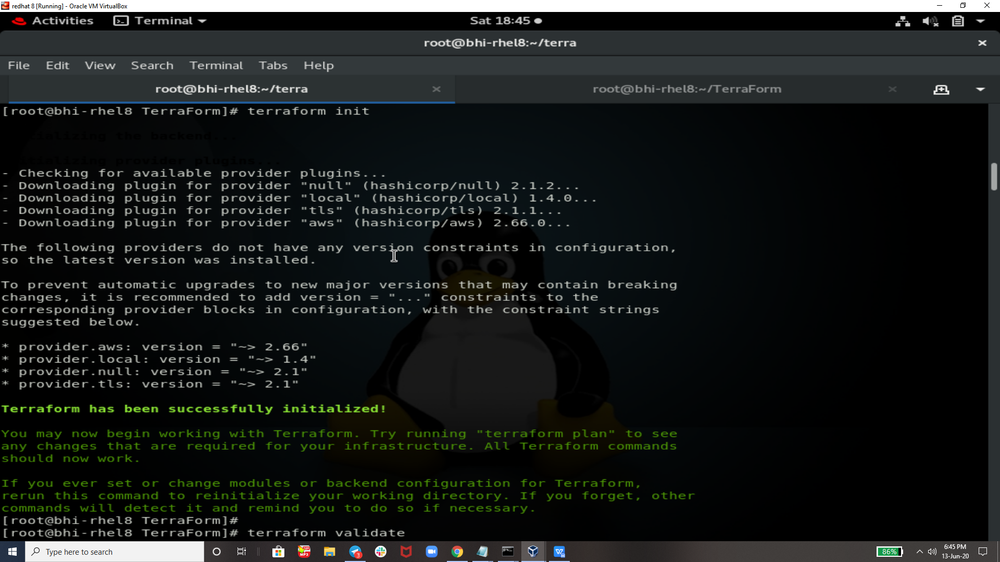 redhat 8 [Running] - Oracle VM VirtualBox
Activities Terminal Sat 18:45
root@bhi-rhel8:~/terra
File Edit View Search Terminal Tabs Help
root@bhi-rhel8:~/terra root@bhi-rhel8:~/TerraForm
[root@bhi-rhel8 TerraForm]# terraform init
ializing the backend...
tializing provider plugins...
- Checking for available provider plugins...
- Downloading plugin for provider "null" (hashicorp/null) 2.1.2...
- Downloading plugin for provider "local" (hashicorp/local) 1.4.0...
- Downloading plugin for provider "tls" (hashicorp/tls) 2.1.1...
- Downloading plugin for provider "aws" (hashicorp/aws) 2.66.0...
The following providers do not have any version constraints in configuration,
so the latest version was installed.
To prevent automatic upgrades to new major versions that may contain breaking
changes, it is recommended to add version = "..." constraints to the
corresponding provider blocks in configuration, with the constraint strings
suggested below.
* provider.aws: version = "~> 2.66"
* provider.local: version = "~> 1.4"
* provider.null: version = "~> 2.1"
* provider.tls: version = "~> 2.1"
Terraform has been successfully initialized!
You may now begin working with Terraform. Try running "terraform plan" to see
any changes that are required for your infrastructure. All Terraform commands
should now work.
If you ever set or change modules or backend configuration for Terraform,
rerun this command to reinitialize your working directory. If you forget, other
commands will detect it and remind you to do so if necessary.
[root@bhi-rhel8 TerraForm]#
[root@bhi-rhel8 TerraForm]# terraform validate
Type here to search
MP3
3
86%
6:45 PM
13-Jun-20